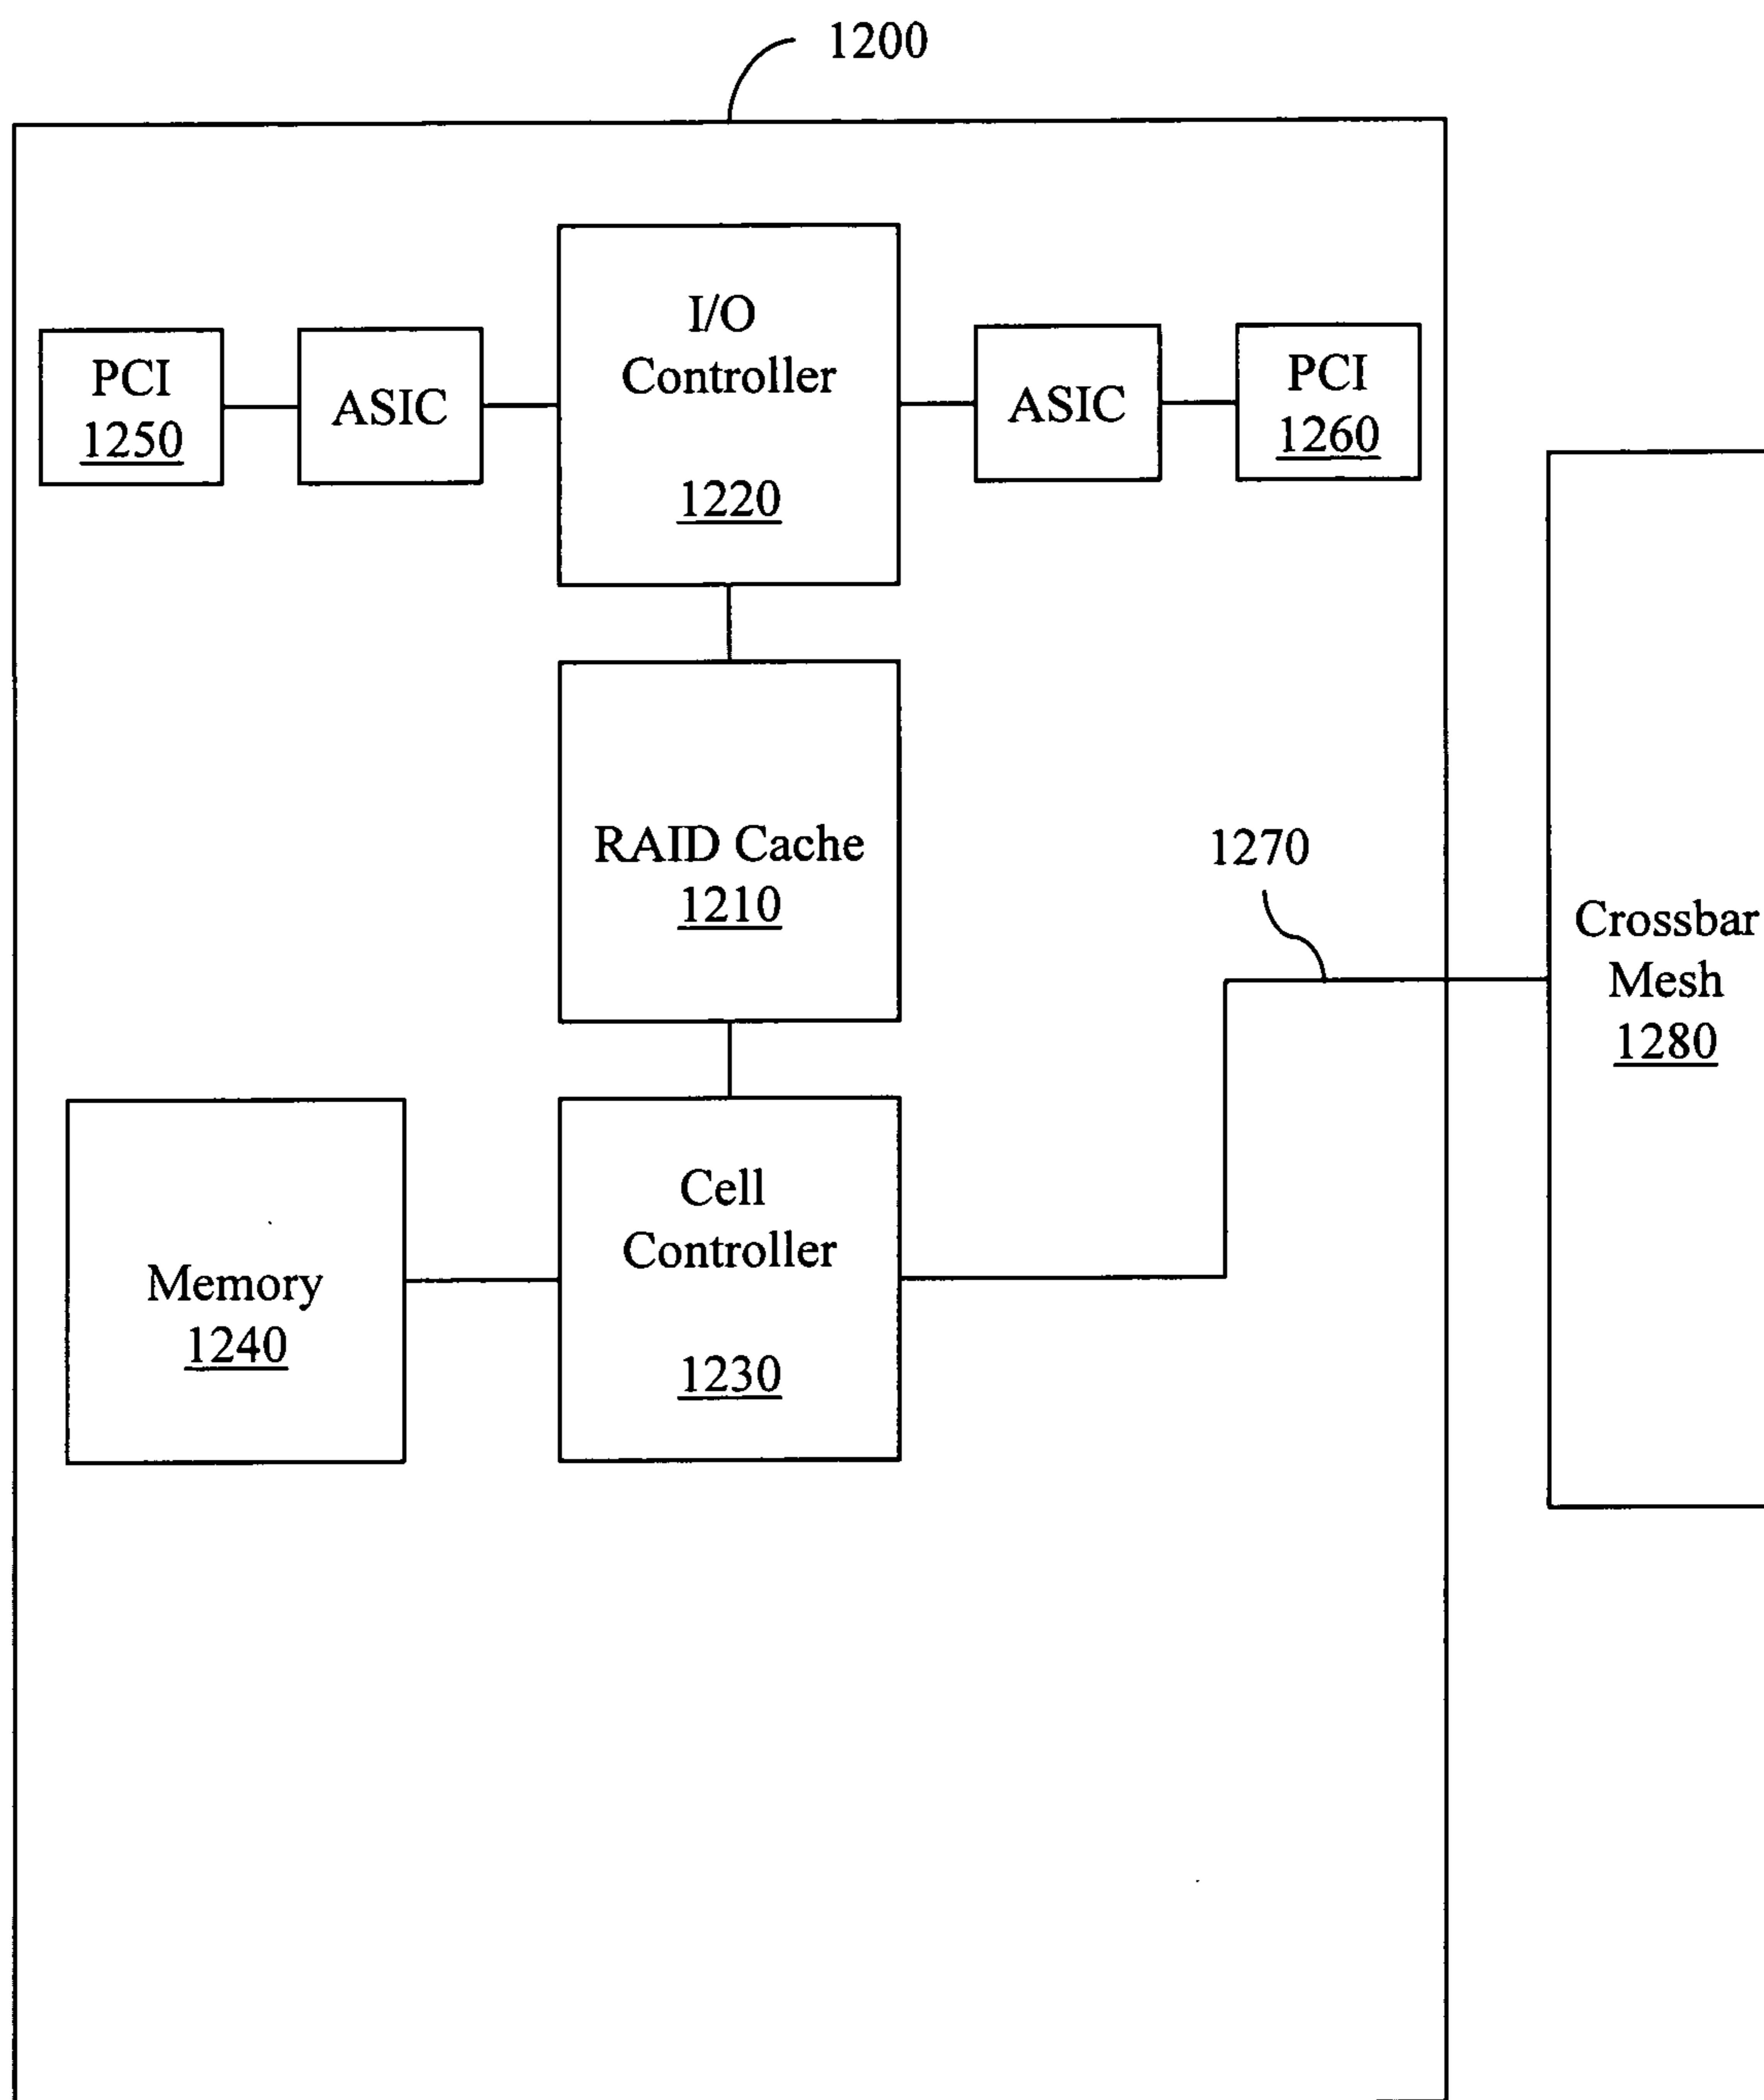 1200
I/O
Controller
1220
PCI
1250
ASIC
ASIC
PCI
1260
RAID Cache
1210
1270
Crossbar
Mesh
1280
Cell
Controller
1230
Memory
1240